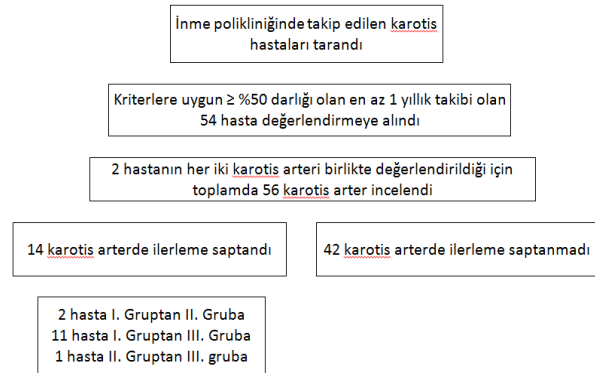 İnme polikliniğinde takip edilen karotis
hastaları tarandı
Kriterlere uygun ≥ %50 darlığı olan en az 1 yıllık takibi olan
54 hasta değerlendirmeye alındı
2 hastanın her iki karotis arteri birlikte değerlendirildiği için
toplamda 56 karotis arter incelendi
14 karotis arterde ilerleme saptandı
42 karotis arterde ilerleme saptanmadı
2 hasta I. Gruptan II. Gruba
11 hasta I. Gruptan III. Gruba
1 hasta II. Gruptan III. gruba